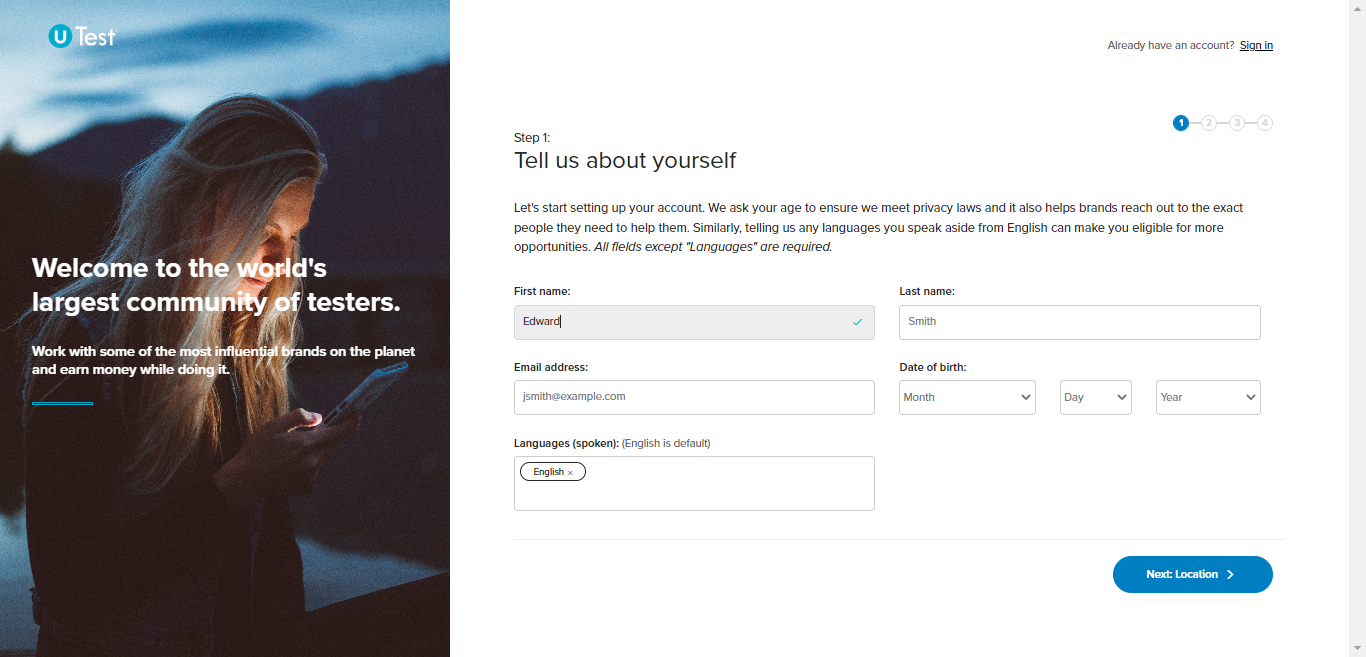 U Test
Already have an account? Sign in
1 2 3 4
Step 1:
Tell us about yourself
Let's start setting up your account. We ask your age to ensure we meet privacy laws and it also helps brands reach out to the exact
people they need to help them. Similarly, telling us any languages you speak aside from English can make you eligible for more
opportunities. All fields except "Languages" are required.
Welcome to the world's
largest community of testers.
Work with some of the most influential brands on the planet
and earn money while doing it.
First name: Last name:
Edward Smith
Email address: Date of birth:
jsmith@example.com Month Day Year
Languages (spoken): (English is default)
English ×
Next: Location